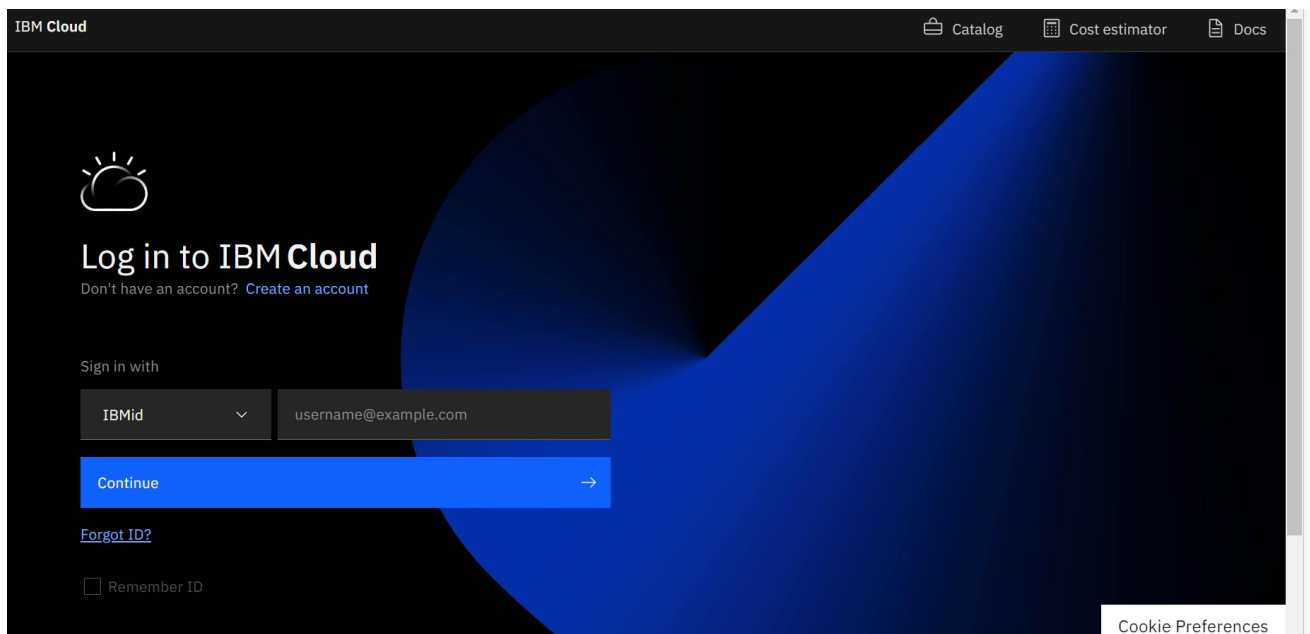 IBM Cloud
Catalog
Cost estimator
Docs
Log in to IBM Cloud
Don't have an account? Create an account
Sign in with
IBMid
username@example.com
Continue
Forgot ID?
Remember ID
Cookie Preferences